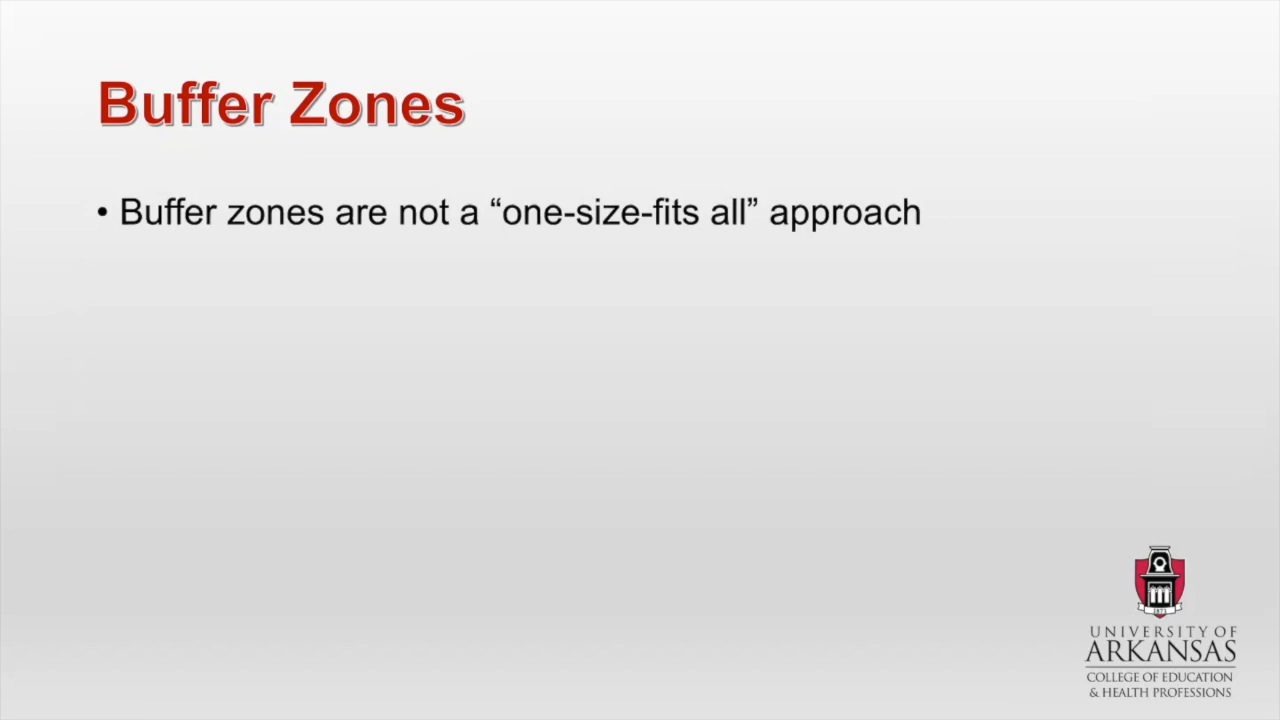 Buffer Zones
• Buffer zones are not a “one-size-fits all” approach
1871
UNIVERSITY OF
ARKANSAS
COLLEGE OF EDUCATION
& HEALTH PROFESSIONS